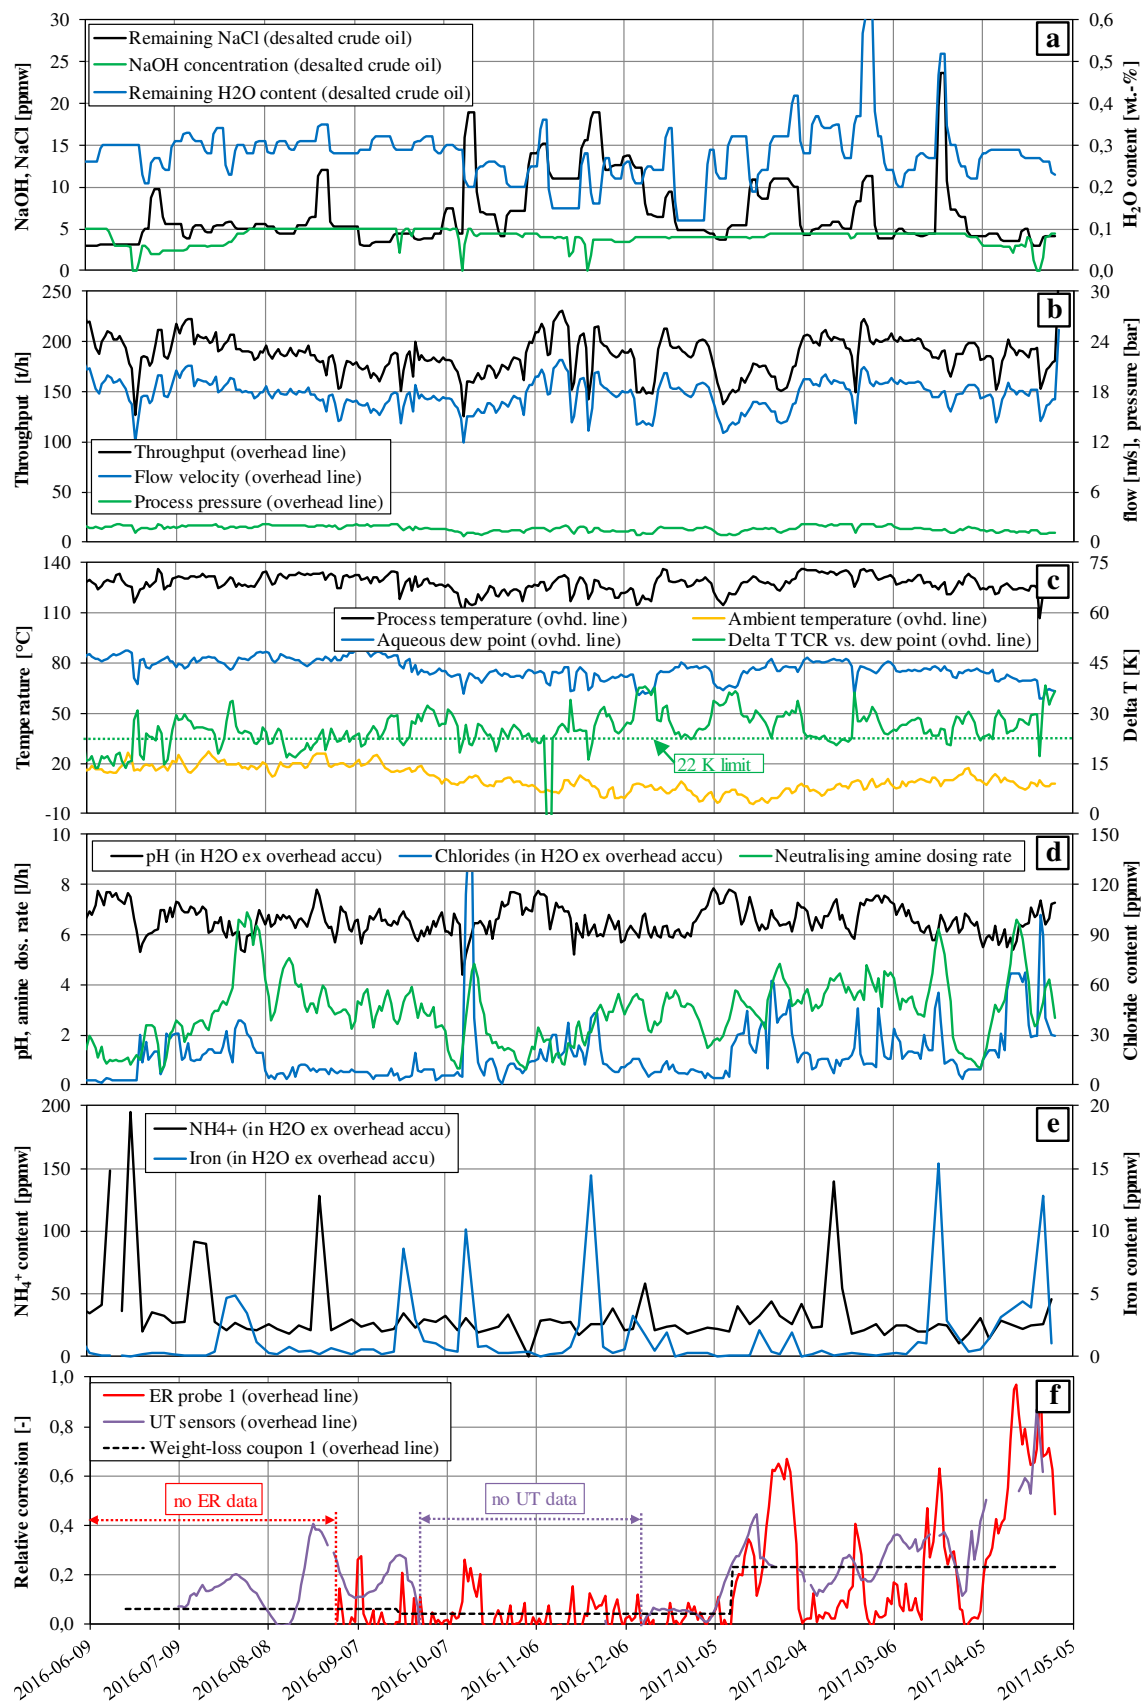 a
Remaining NaCl (desalted crude oil)
NaOH concentration (desalted crude oil)
Remaining H2O content (desalted crude oil)
NaOH, NaCl [ppmw]
30
25
20
15
10
5
0
H₂O content [wt.-%]
0,6
0,5
0,4
0,3
0,2
0,1
0,0
b
Throughput (overhead line)
Flow velocity (overhead line)
Process pressure (overhead line)
Throughput [t/h]
250
200
150
100
50
0
flow [m/s], pressure [bar]
30
24
18
12
6
0
c
Process temperature (ovhd. line)
Ambient temperature (ovhd. line)
Aqueous dew point (ovhd. line)
Delta T TCR vs. dew point (ovhd. line)
22 K limit
Temperature [°C]
140
110
80
50
20
-10
Delta T [K]
75
60
45
30
15
0
d
pH (in H2O ex overhead accu)
Chlorides (in H2O ex overhead accu)
Neutralising amine dosing rate
pH, amine dos. rate [l/h]
10
8
6
4
2
0
Chloride content [ppmw]
150
120
90
60
30
0
e
NH4+ (in H2O ex overhead accu)
Iron (in H2O ex overhead accu)
NH₄⁺ content [ppmw]
200
150
100
50
0
Iron content [ppmw]
20
15
10
5
0
f
ER probe 1 (overhead line)
UT sensors (overhead line)
Weight-loss coupon 1 (overhead line)
no ER data
no UT data
Relative corrosion [-]
1,0
0,8
0,6
0,4
0,2
0,0
2016-06-09
2016-07-09
2016-08-08
2016-09-07
2016-10-07
2016-11-06
2016-12-06
2017-01-05
2017-02-04
2017-03-06
2017-04-05
2017-05-05